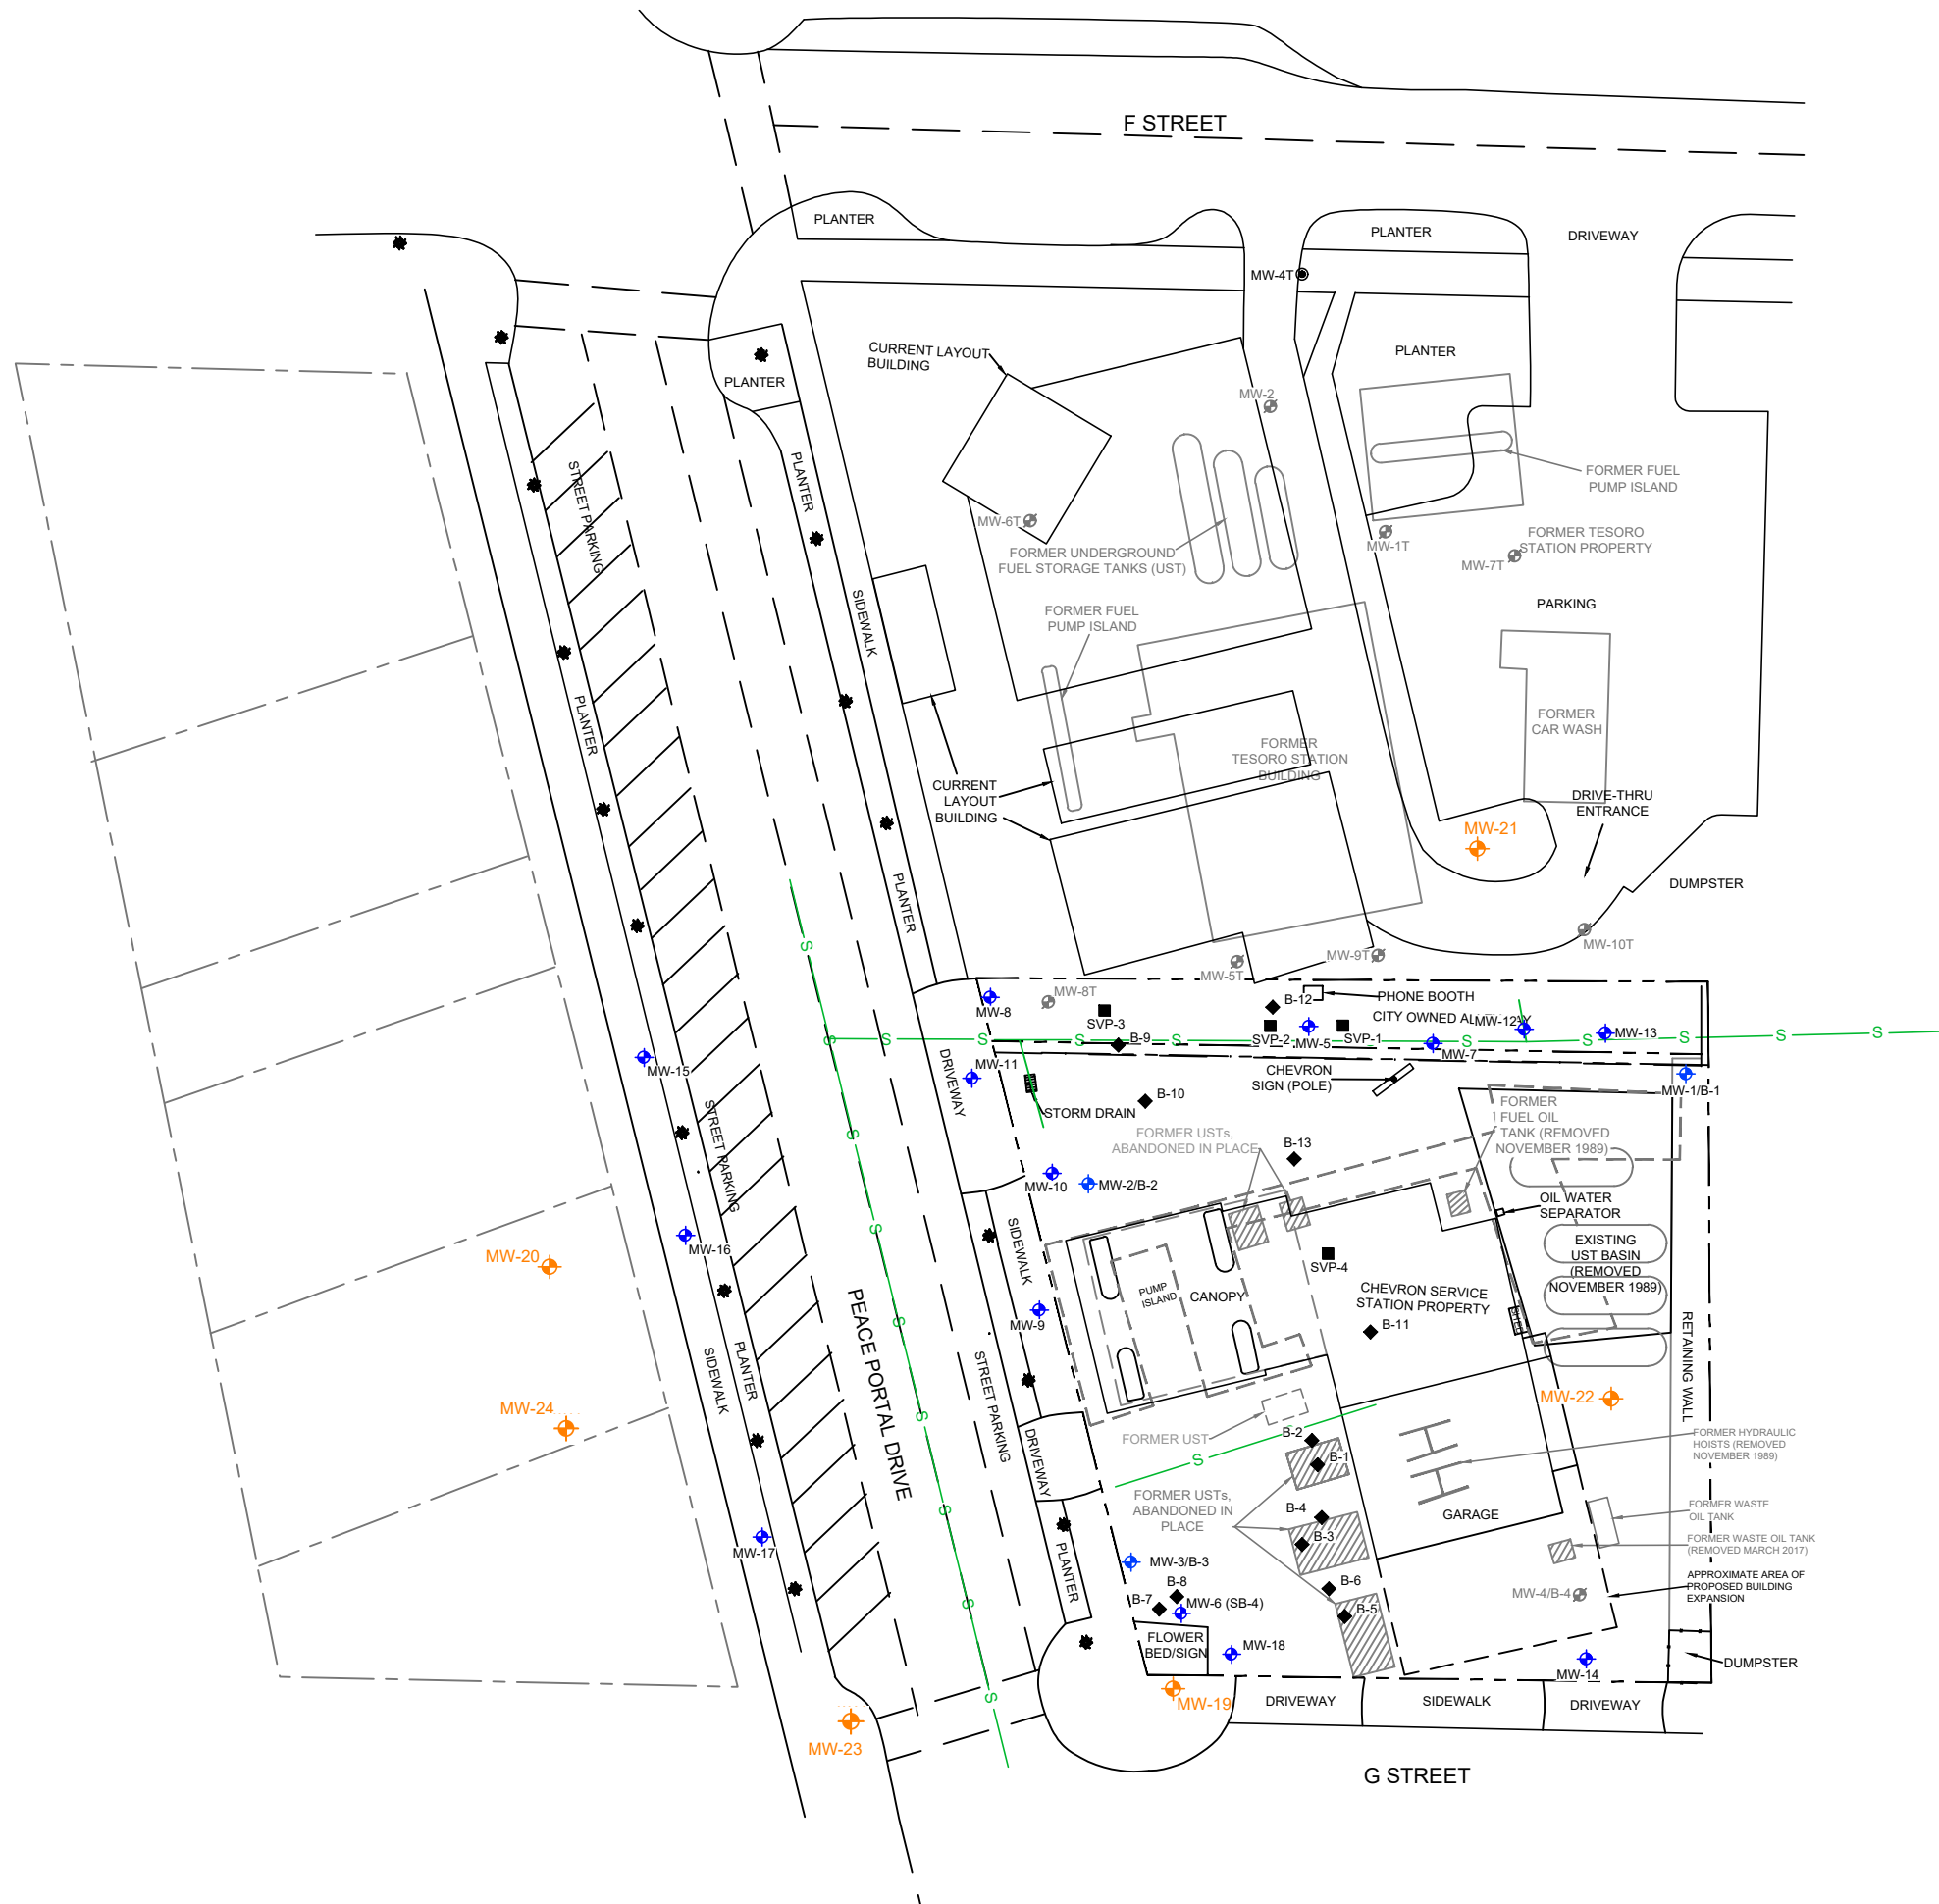 F STREET
PLANTER
PLANTER
DRIVEWAY
MW-4T
CURRENT LAYOUT
BUILDING
PLANTER
PLANTER
MW-2
PLANTER
STREET PARKING
FORMER FUEL
PUMP ISLAND
MW-6T
MW-1T
FORMER TESORO
STATION PROPERTY
FORMER UNDERGROUND
FUEL STORAGE TANKS (UST)
MW-7T
SIDEWALK
FORMER FUEL
PUMP ISLAND
PARKING
PLANTER
FORMER
CAR WASH
FORMER
TESORO STATION
BUILDING
CURRENT
LAYOUT
BUILDING
DRIVE-THRU
ENTRANCE
MW-21
PLANTER
DUMPSTER
MW-10T
S
MW-5T
MW-9T
MW-8
MW-8T
SVP-3
B-12
PHONE BOOTH
CITY OWNED ALLEYWAY
MW-12
MW-13
SVP-2
MW-5
SVP-1
MW-7
B-9
S
S
S
S
S
S
S
S
S
S
MW-15
MW-11
DRIVEWAY
CHEVRON
SIGN (POLE)
MW-1/B-1
B-10
STORM DRAIN
FORMER
FUEL OIL
TANK (REMOVED
NOVEMBER 1989)
STREET PARKING
S
FORMER USTs,
ABANDONED IN PLACE
B-13
MW-10
MW-2/B-2
OIL WATER
SEPARATOR
MW-16
S
SIDEWALK
MW-20
EXISTING
UST BASIN
(REMOVED
NOVEMBER 1989)
SVP-4
PUMP
ISLAND
CANOPY
CHEVRON SERVICE
STATION PROPERTY
MW-9
B-11
SHED
RETAINING WALL
PEACE PORTAL DRIVE
S
SIDEWALK
PLANTER
STREET PARKING
MW-24
MW-22
S
FORMER UST
B-2
B-1
S
FORMER HYDRAULIC
HOISTS (REMOVED
NOVEMBER 1989)
DRIVEWAY
FORMER USTs,
ABANDONED IN
PLACE
B-4
B-3
GARAGE
FORMER WASTE
OIL TANK
FORMER WASTE OIL TANK
(REMOVED MARCH 2017)
S
MW-17
PLANTER
MW-3/B-3
B-8
B-7
MW-6 (SB-4)
B-6
B-5
MW-4/B-4
APPROXIMATE AREA OF
PROPOSED BUILDING
EXPANSION
S
FLOWER
BED/SIGN
MW-18
MW-14
DUMPSTER
S
MW-19
DRIVEWAY
SIDEWALK
DRIVEWAY
MW-23
G STREET